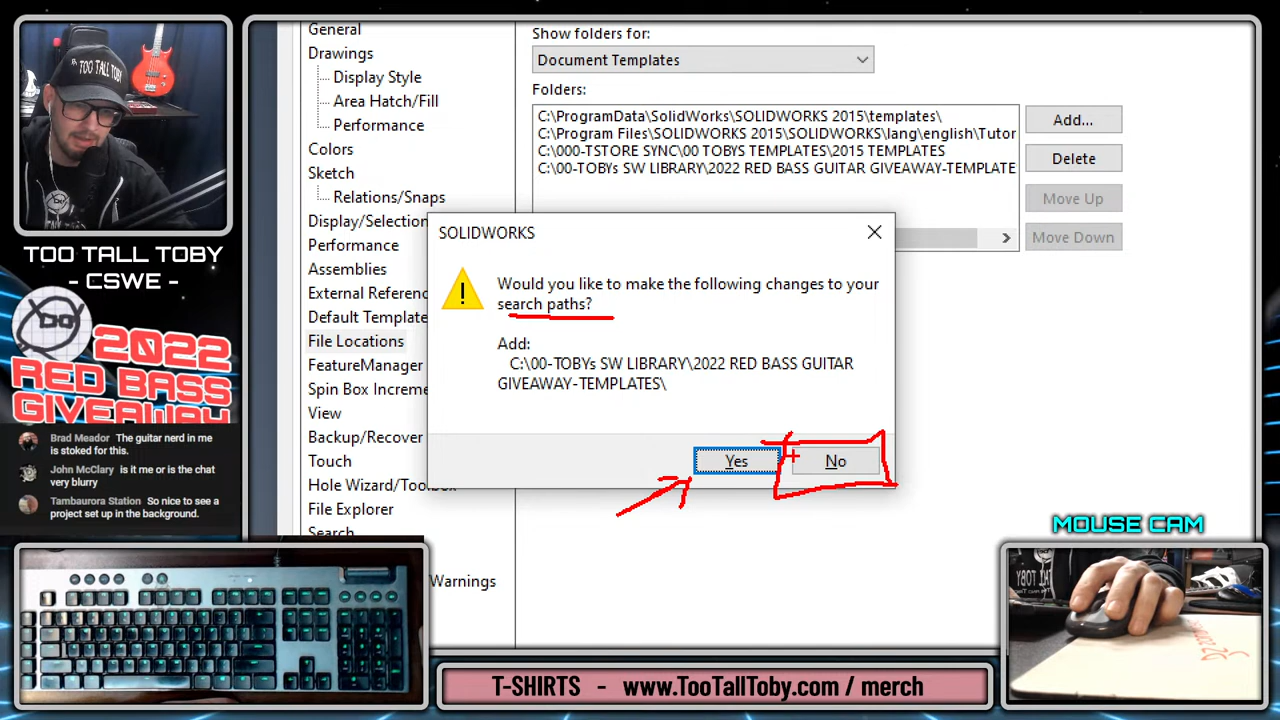 TOO TALL TOBY
TOO TALL TOBY
- CSWE -
2022
RED BASS
GIVEAWAY
Brad Meador The guitar nerd in me
is stoked for this.
John McClary is it me or is the chat
very blurry
Tambaurora Station So nice to see a
project set up in the background.
General
Drawings
Display Style
Area Hatch/Fill
Performance
Colors
Sketch
Relations/Snaps
Display/Selection
Performance
Assemblies
External Referenc
Default Template
File Locations
FeatureManager
Spin Box Increme
View
Backup/Recover
Touch
Hole Wizard/Toolbox
File Explorer
Search
Warnings
Show folders for:
Document Templates
Folders:
C:\ProgramData\SolidWorks\SOLIDWORKS 2015\templates\
C:\Program Files\SOLIDWORKS 2015\SOLIDWORKS\lang\english\Tutor
C:\000-TSTORE SYNC\00 TOBYS TEMPLATES\2015 TEMPLATES
C:\00-TOBYs SW LIBRARY\2022 RED BASS GUITAR GIVEAWAY-TEMPLATE
Add...
Delete
Move Up
Move Down
SOLIDWORKS
Would you like to make the following changes to your
search paths?
Add:
C:\00-TOBYs SW LIBRARY\2022 RED BASS GUITAR
GIVEAWAY-TEMPLATES\
Yes
No
MOUSE CAM
T-SHIRTS - www.TooTallToby.com / merch